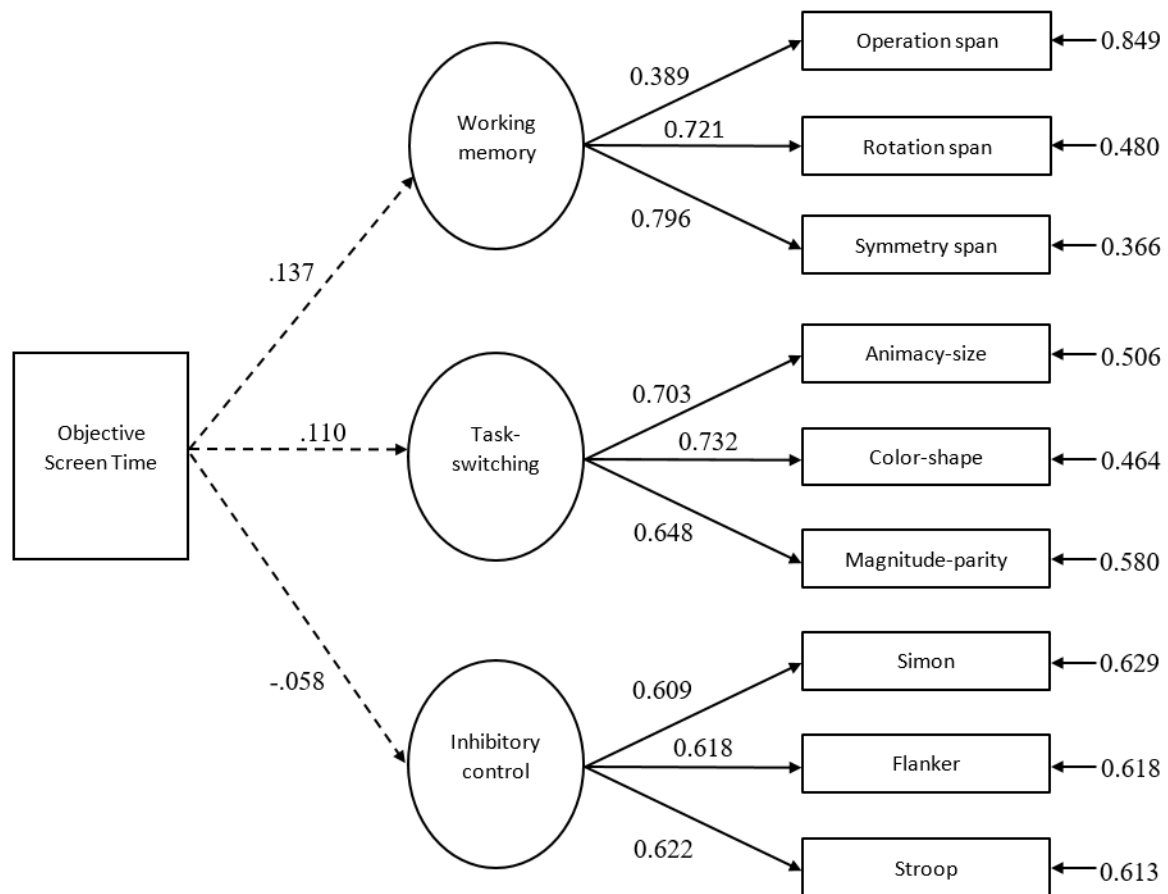 Operation span
0.849
0.389
Working
memory
0.721
Rotation span
0.480
0.796
Symmetry span
0.366
.137
Animacy-size
0.506
0.703
Objective
Screen Time
.110
Task-
switching
0.732
Color-shape
0.464
0.648
Magnitude-parity
0.580
-.058
Simon
0.629
0.609
Inhibitory
control
0.618
Flanker
0.618
0.622
Stroop
0.613